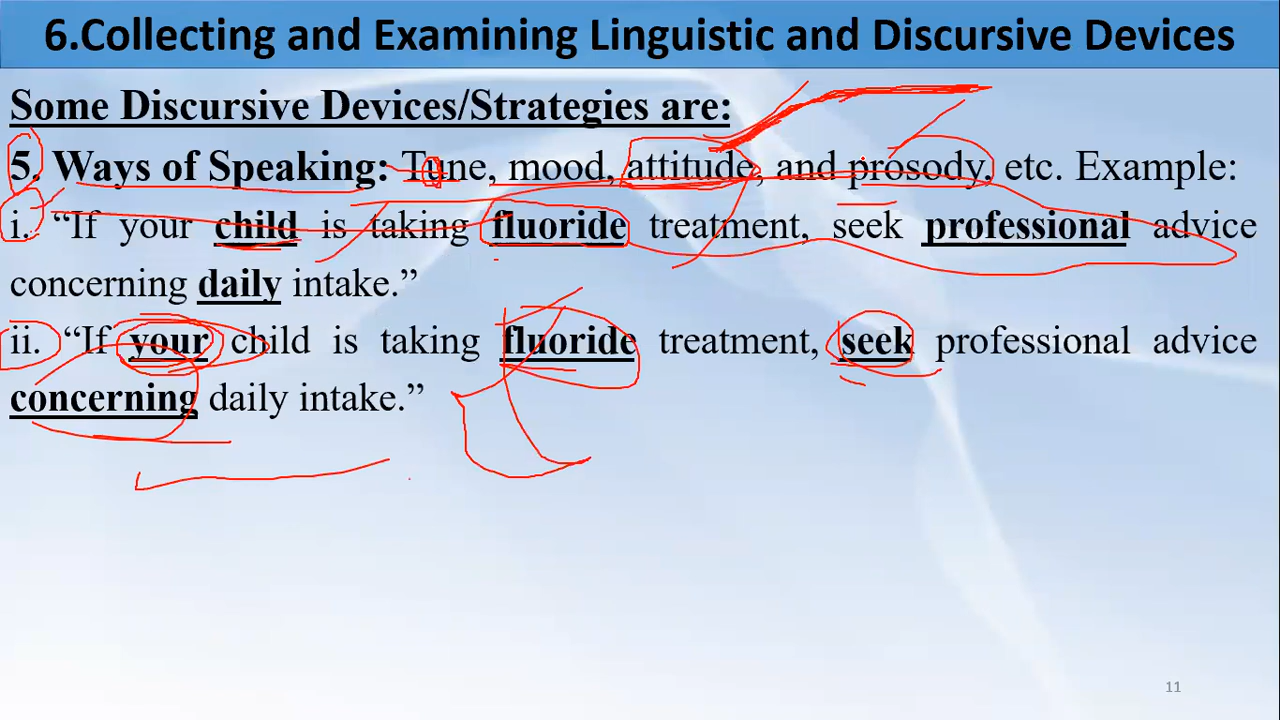 6.Collecting and Examining Linguistic and Discursive Devices
Some Discursive Devices/Strategies are:
5. Ways of Speaking: Tune, mood, attitude, and prosody, etc. Example:
i. “If your child is taking fluoride treatment, seek professional advice
concerning daily intake.”
ii. “If your child is taking fluoride treatment, seek professional advice
concerning daily intake.”
11